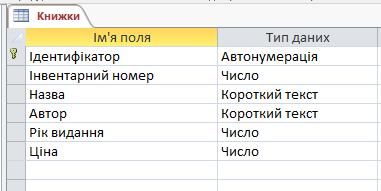 Книжки
Ім'я поля Тип даних
Ідентифікатор Автонумерація
Інвентарний номер Число
Назва Короткий текст
Автор Короткий текст
Рік видання Число
Ціна Число